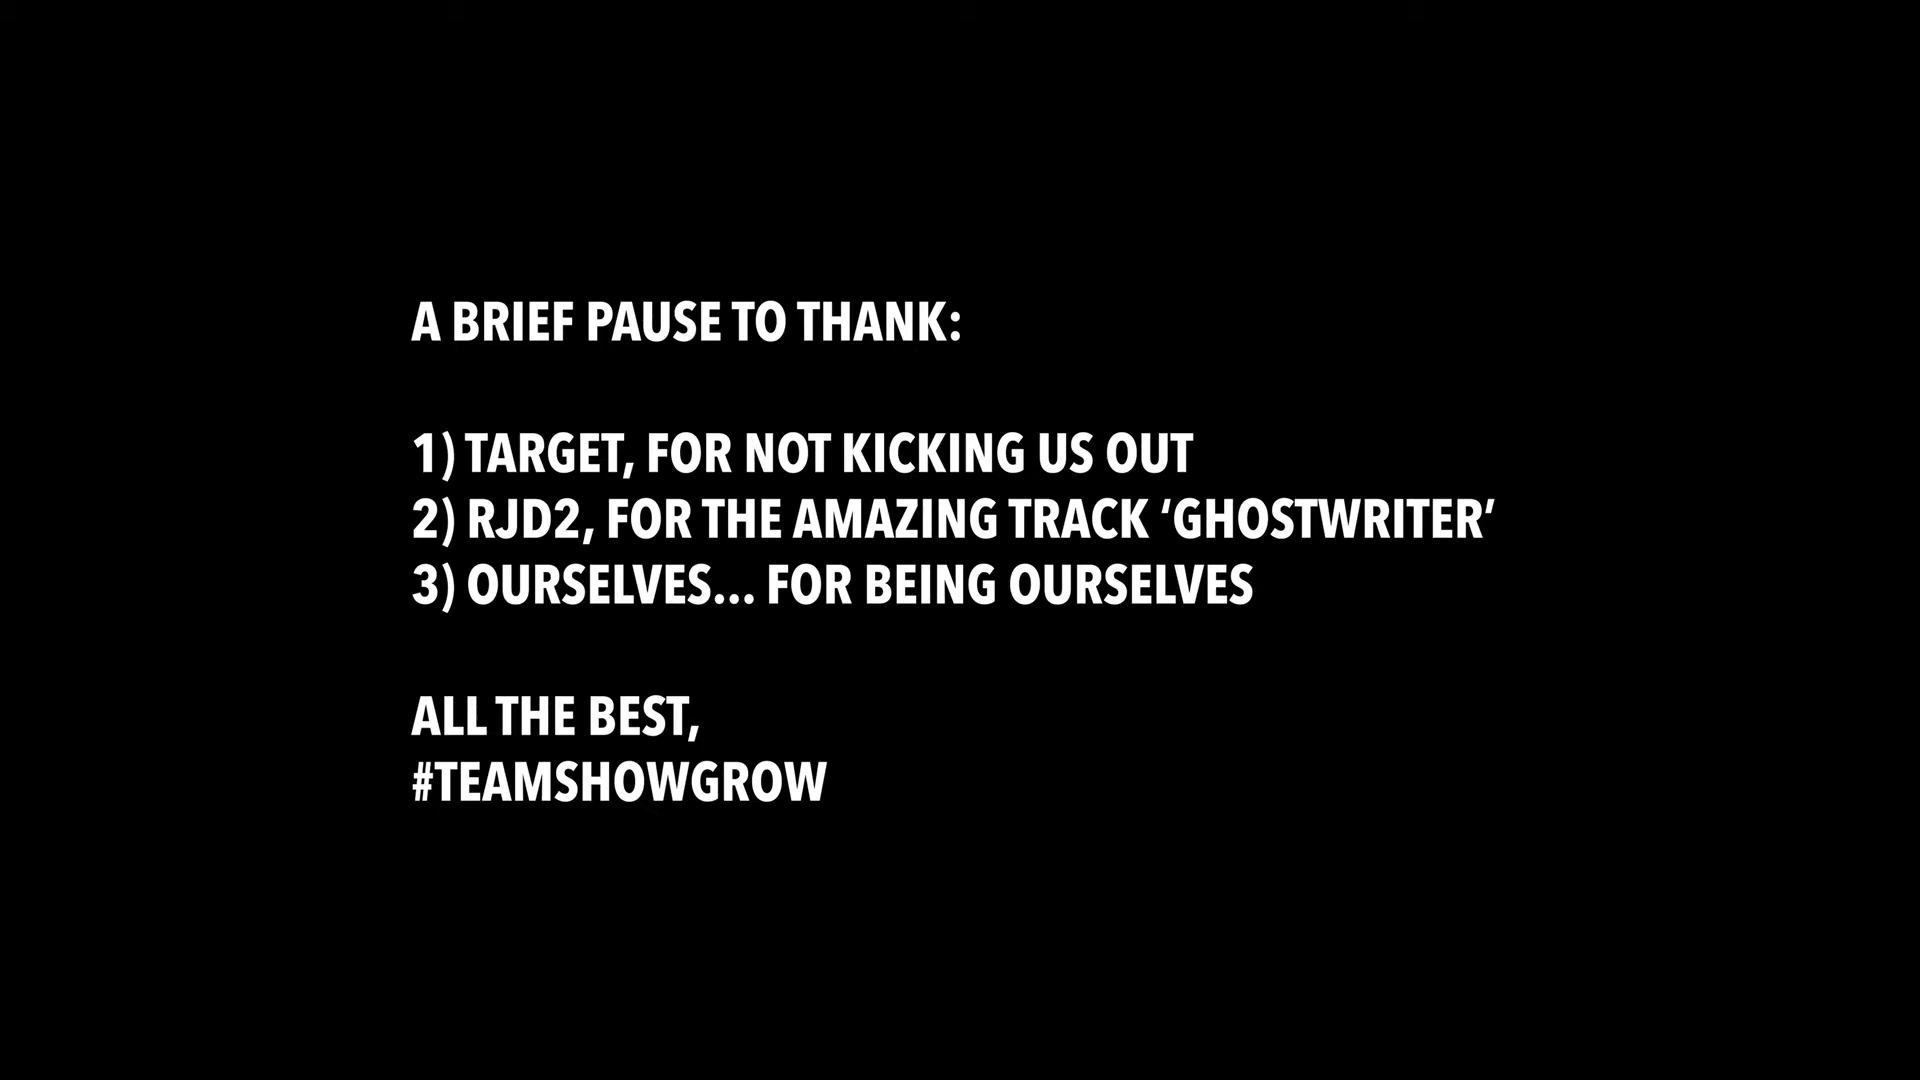 A BRIEF PAUSE TO THANK:
1) TARGET, FOR NOT KICKING US OUT
2) RJD2, FOR THE AMAZING TRACK ‘GHOSTWRITER’
3) OURSELVES... FOR BEING OURSELVES
ALL THE BEST,
#TEAMSHOWGROW